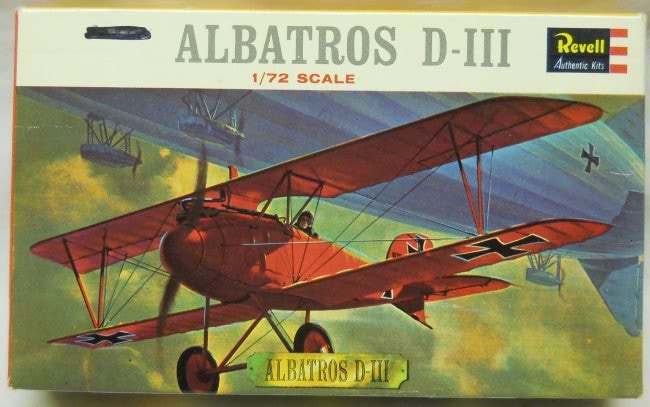 ALBATROS D-III
1/72 SCALE
Revell
Authentic Kits
ALBATROS D-III